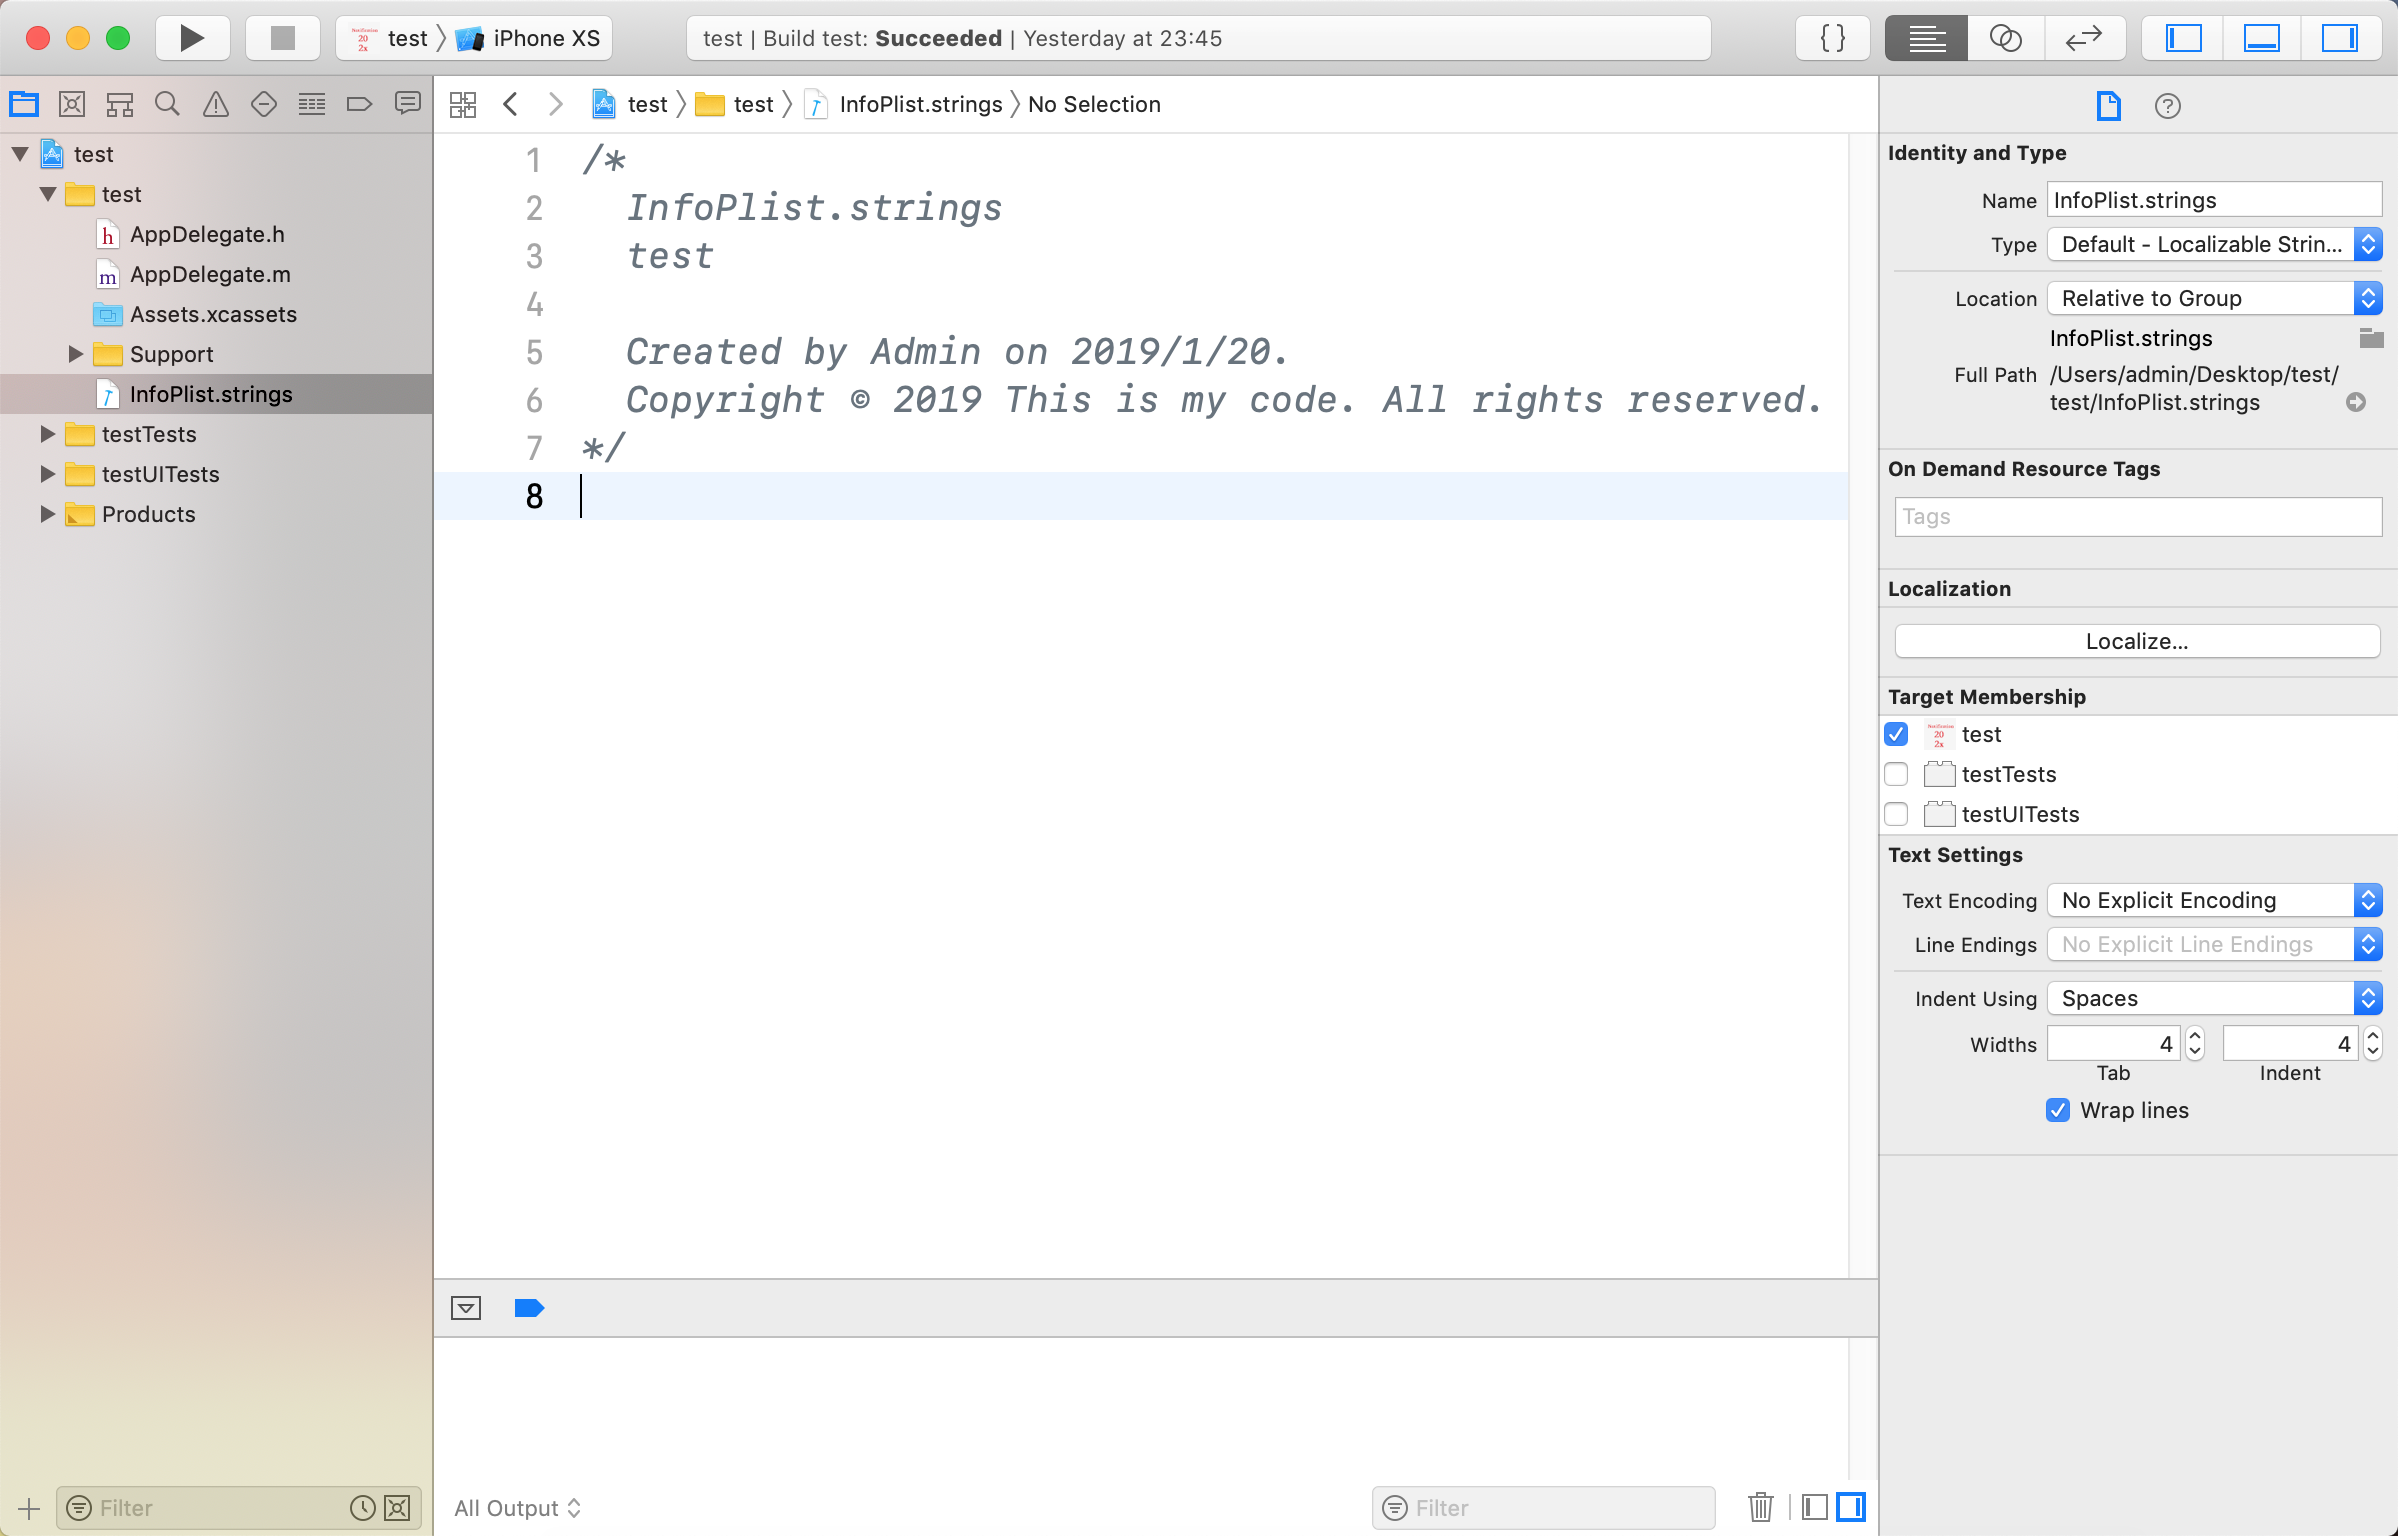 test 〉 iPhone XS
test | Build test: Succeeded | Yesterday at 23:45
{ }
test 〉 test 〉 InfoPlist.strings 〉 No Selection
test
test
AppDelegate.h
AppDelegate.m
Assets.xcassets
Support
InfoPlist.strings
testTests
testUITests
Products
Filter
1 /*
2 InfoPlist.strings
3 test
4
5 Created by Admin on 2019/1/20.
6 Copyright © 2019 This is my code. All rights reserved.
7 */
8
All Output
Filter
Identity and Type
Name InfoPlist.strings
Type Default - Localizable Strin...
Location Relative to Group
InfoPlist.strings
Full Path /Users/admin/Desktop/test/
test/InfoPlist.strings
On Demand Resource Tags
Tags
Localization
Localize...
Target Membership
Notification
20
2x
test
testTests
testUITests
Text Settings
Text Encoding No Explicit Encoding
Line Endings No Explicit Line Endings
Indent Using Spaces
Widths 4 4
Tab Indent
Wrap lines